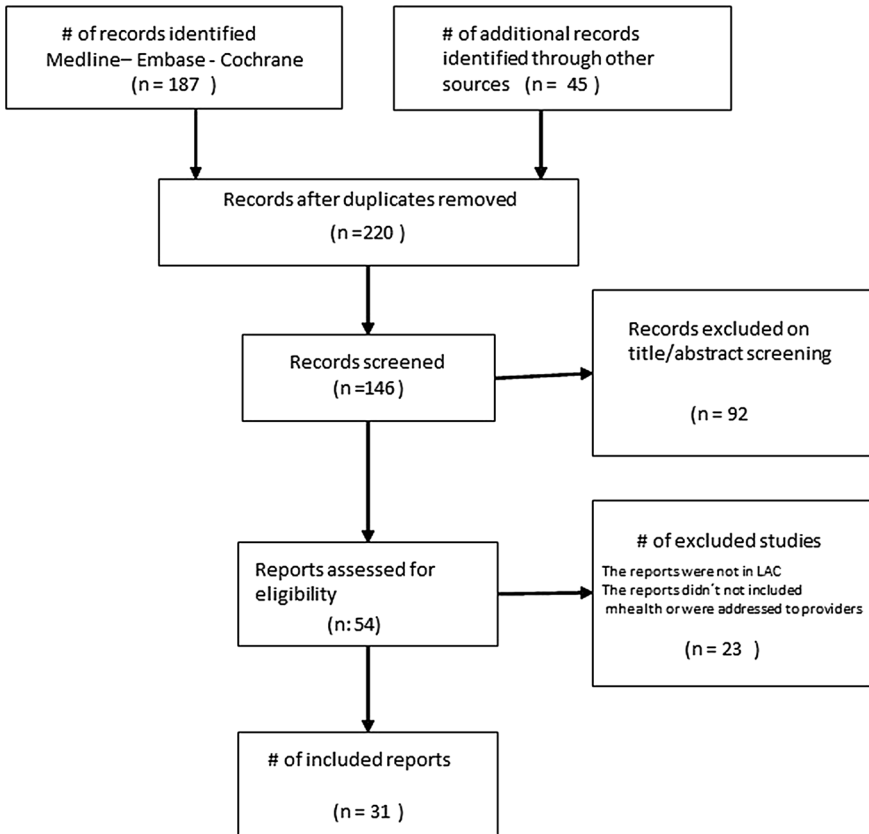 # of records identified
Medline– Embase - Cochrane
(n = 187 )
# of additional records
identified through other
sources (n = 45 )
Records after duplicates removed
(n =220 )
Records screened
(n =146 )
Records excluded on
title/abstract screening
(n = 92
Reports assessed for
eligibility
(n: 54)
# of excluded studies
The reports were not in LAC
The reports didn´t not included
mhealth or were addressed to providers
(n = 23 )
# of included reports
(n = 31 )